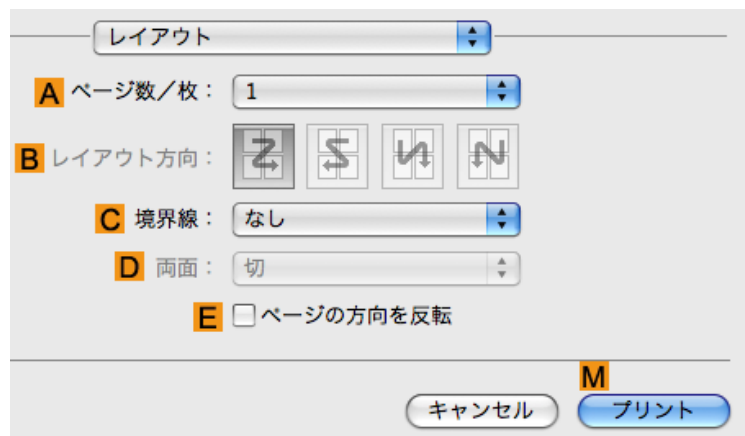 レイアウト
A ページ数／枚： 1
B レイアウト方向：
C 境界線： なし
D 両面： 切
E ページの方向を反転
M
キャンセル プリント